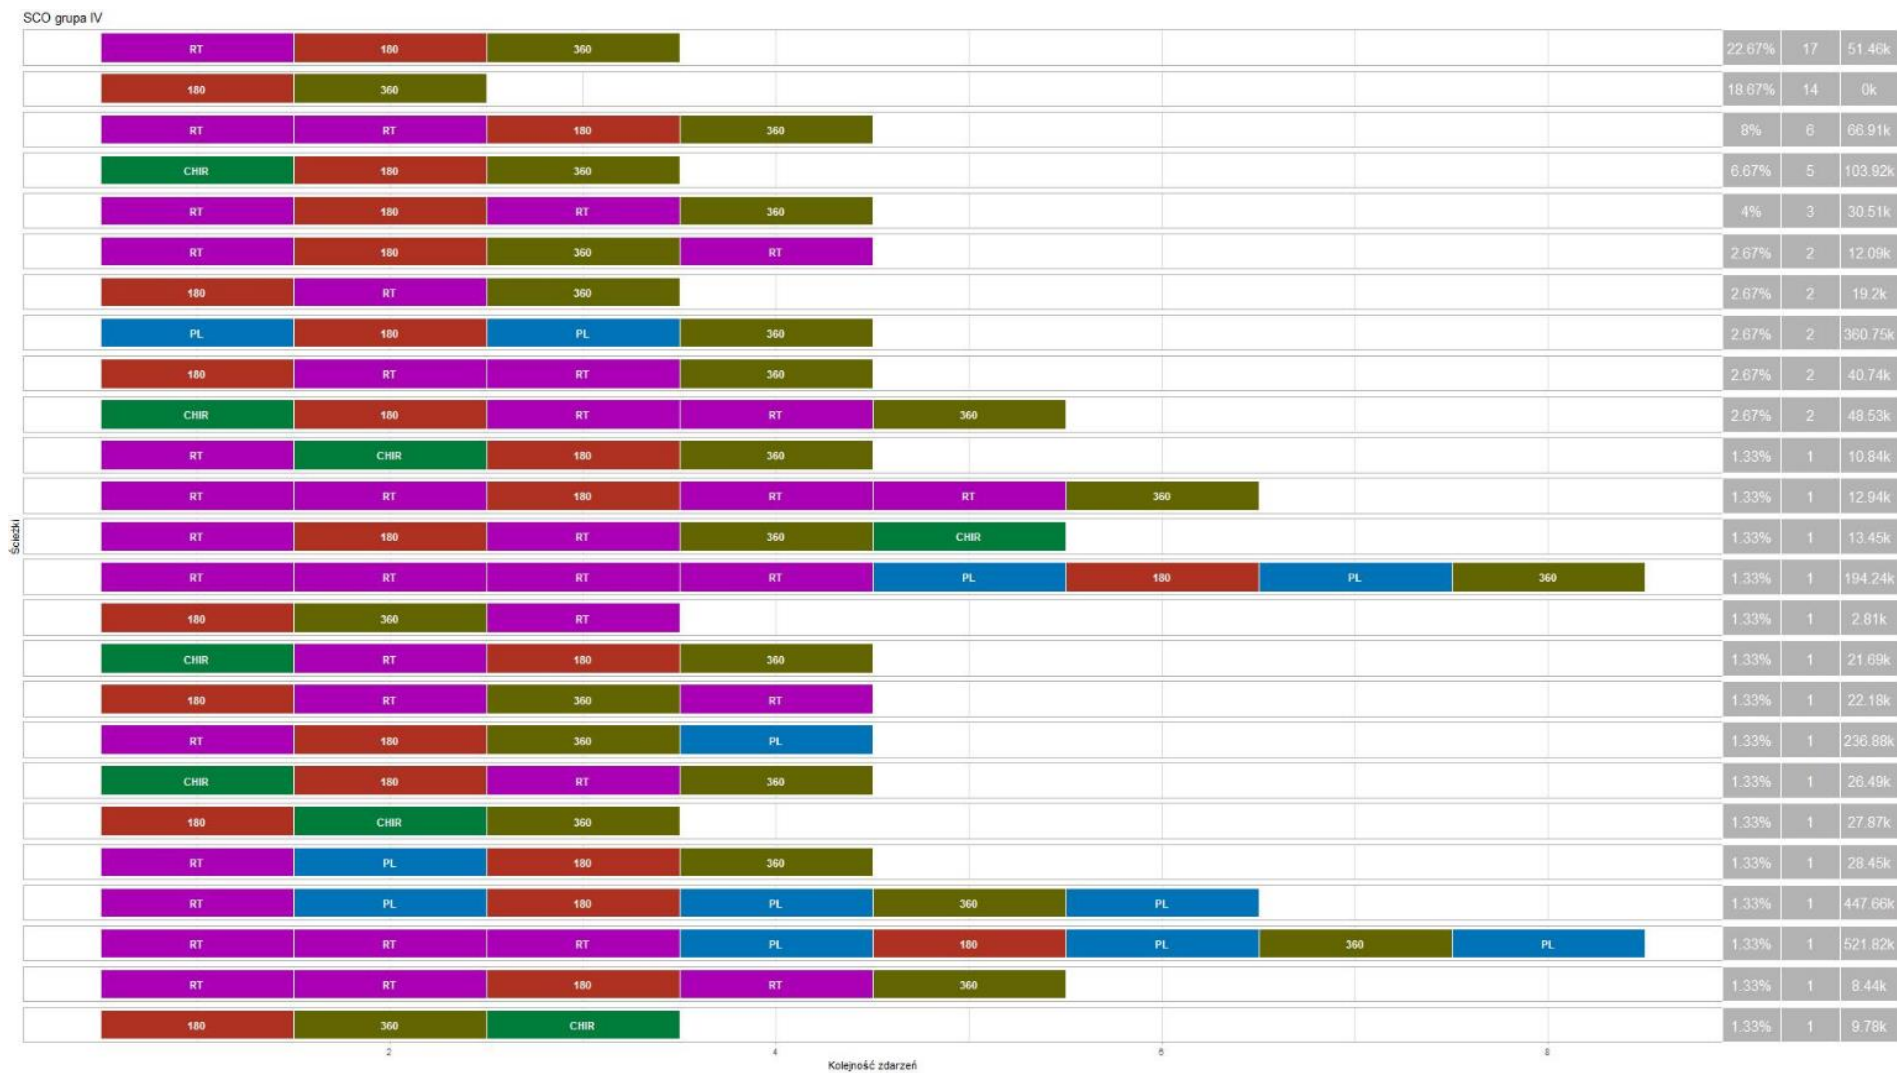 SCO grupa IV
RT 180 360 22.67% 17 51.46k
180 360 18.67% 14 0k
RT RT 180 360 8% 6 66.91k
CHIR 180 360 6.67% 5 103.92k
RT 180 RT 360 4% 3 30.51k
RT 180 360 RT 2.67% 2 12.09k
180 RT 360 2.67% 2 19.2k
PL 180 PL 360 2.67% 2 360.75k
180 RT RT 360 2.67% 2 40.74k
CHIR 180 RT RT 360 2.67% 2 48.53k
RT CHIR 180 360 1.33% 1 10.84k
RT RT 180 RT RT 360 1.33% 1 12.94k
Ścieżki
RT 180 RT 360 CHIR 1.33% 1 13.45k
RT RT RT RT PL 180 PL 360 1.33% 1 194.24k
180 360 RT 1.33% 1 2.81k
CHIR RT 180 360 1.33% 1 21.69k
180 RT 360 RT 1.33% 1 22.18k
RT 180 360 PL 1.33% 1 236.88k
CHIR 180 RT 360 1.33% 1 26.49k
180 CHIR 360 1.33% 1 27.87k
RT PL 180 360 1.33% 1 28.45k
RT PL 180 PL 360 PL 1.33% 1 447.66k
RT RT RT PL 180 PL 360 PL 1.33% 1 521.82k
RT RT 180 RT 360 1.33% 1 8.44k
180 360 CHIR 1.33% 1 9.78k
2 4 6 8
Kolejność zdarzeń